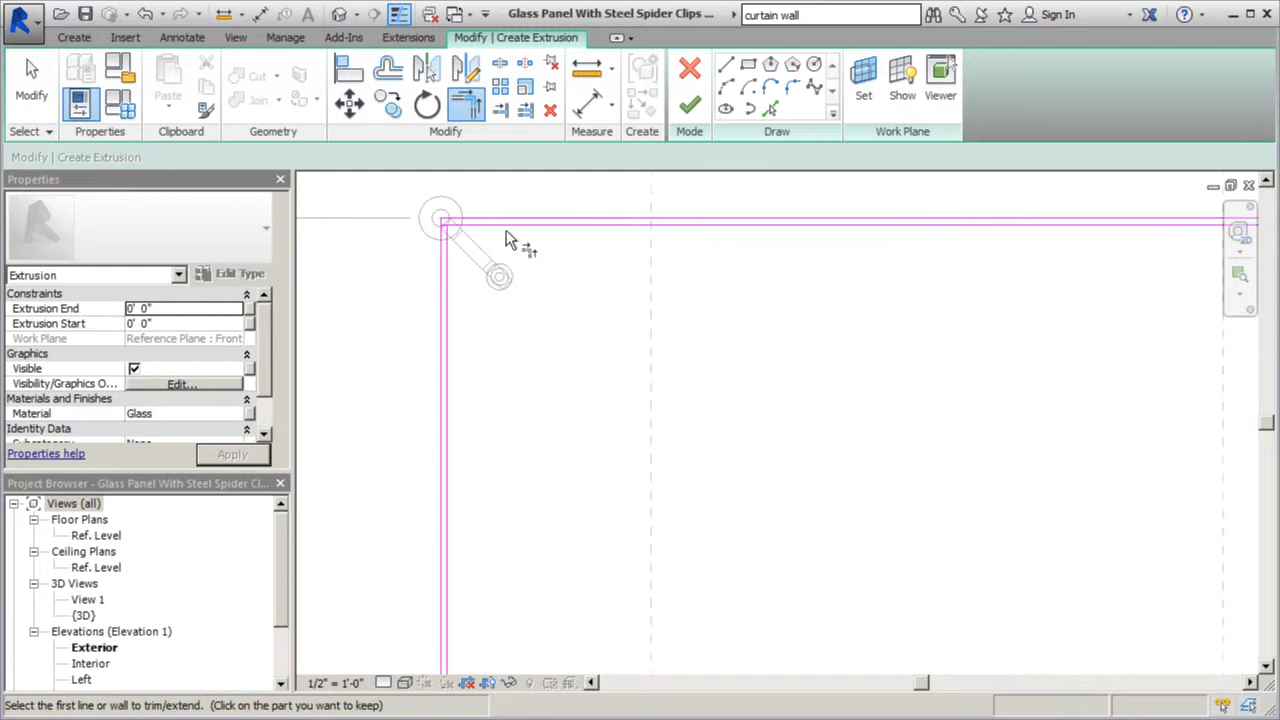 Glass Panel With Steel Spider Clips ...
curtain wall
Sign In
Create
Insert
Annotate
View
Manage
Add-Ins
Extensions
Modify | Create Extrusion
Modify
Paste
Cut
Join
Set
Show
Viewer
Select
Properties
Clipboard
Geometry
Modify
Measure
Create
Mode
Draw
Work Plane
Modify | Create Extrusion
Properties
Extrusion
Edit Type
Constraints
Extrusion End 0' 0"
Extrusion Start 0' 0"
Work Plane Reference Plane : Front
Graphics
Visible
Visibility/Graphics O... Edit...
Materials and Finishes
Material Glass
Identity Data
Properties help
Apply
Project Browser - Glass Panel With Steel Spider Cl...
Views (all)
Floor Plans
Ref. Level
Ceiling Plans
Ref. Level
3D Views
View 1
{3D}
Elevations (Elevation 1)
Exterior
Interior
Left
2D
1/2" = 1'-0"
Select the first line or wall to trim/extend. (Click on the part you want to keep)
:0